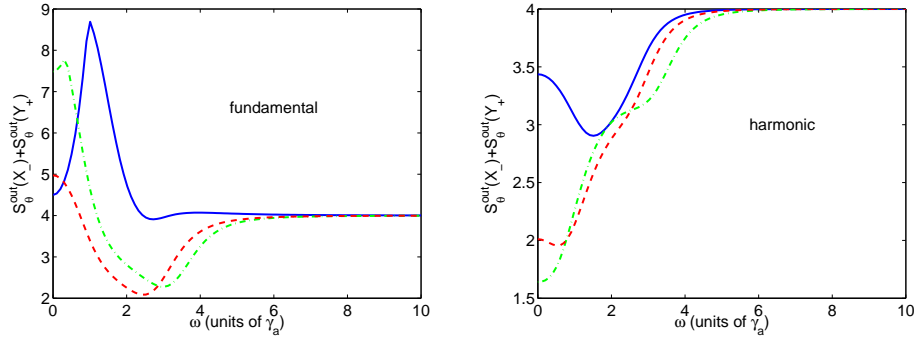 9
8
7
6
5
4
3
2
0 2 4 6 8 10
S_θ^out(X_-)+S_θ^out(Y_+)
ω (units of γ_a)
fundamental
4
3.5
3
2.5
2
1.5
0 2 4 6 8 10
S_θ^out(X_-)+S_θ^out(Y_+)
ω (units of γ_a)
harmonic